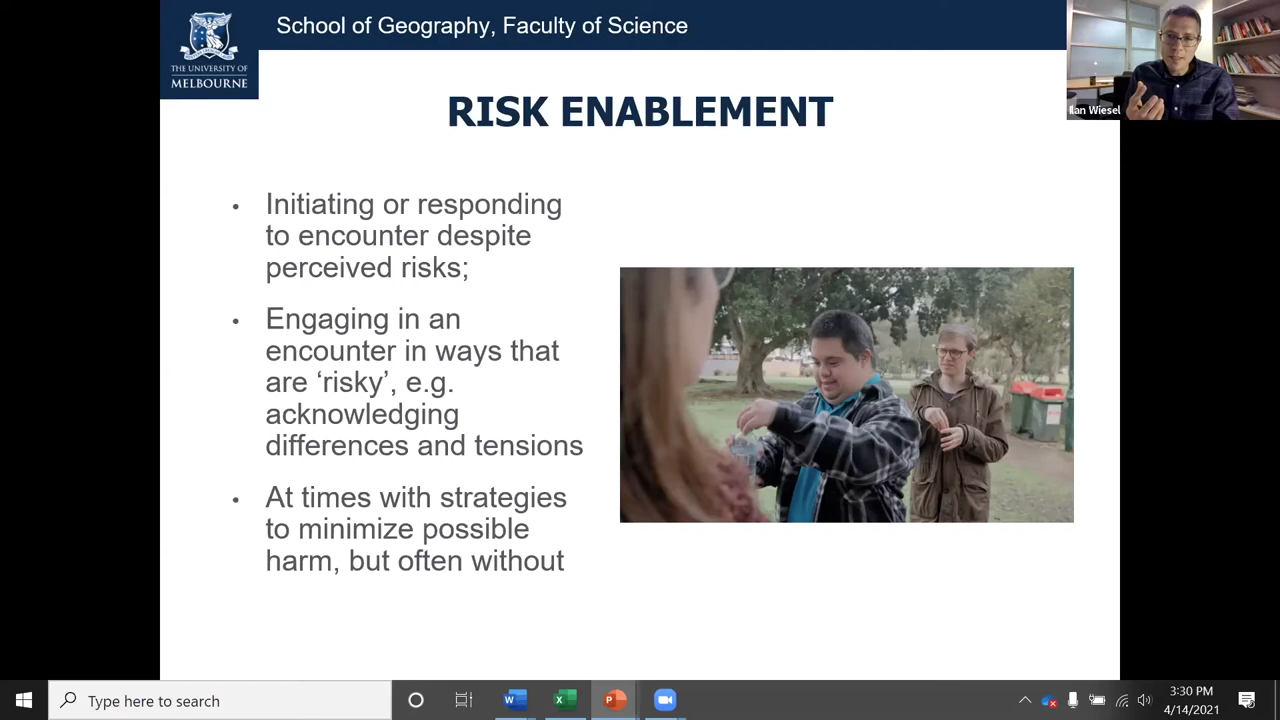 School of Geography, Faculty of Science
THE UNIVERSITY OF
MELBOURNE
Ilan Wiesel
RISK ENABLEMENT
• Initiating or responding
to encounter despite
perceived risks;
• Engaging in an
encounter in ways that
are ‘risky’, e.g.
acknowledging
differences and tensions
• At times with strategies
to minimize possible
harm, but often without
Type here to search
3:30 PM
4/14/2021